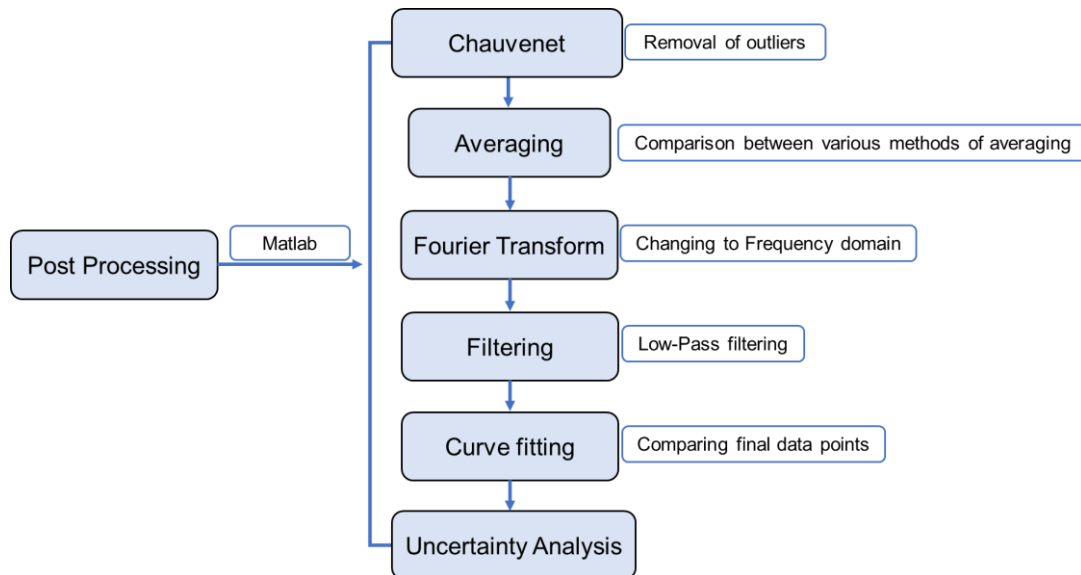 Chauvenet
Removal of outliers
Averaging
Comparison between various methods of averaging
Post Processing
Matlab
Fourier Transform
Changing to Frequency domain
Filtering
Low-Pass filtering
Curve fitting
Comparing final data points
Uncertainty Analysis